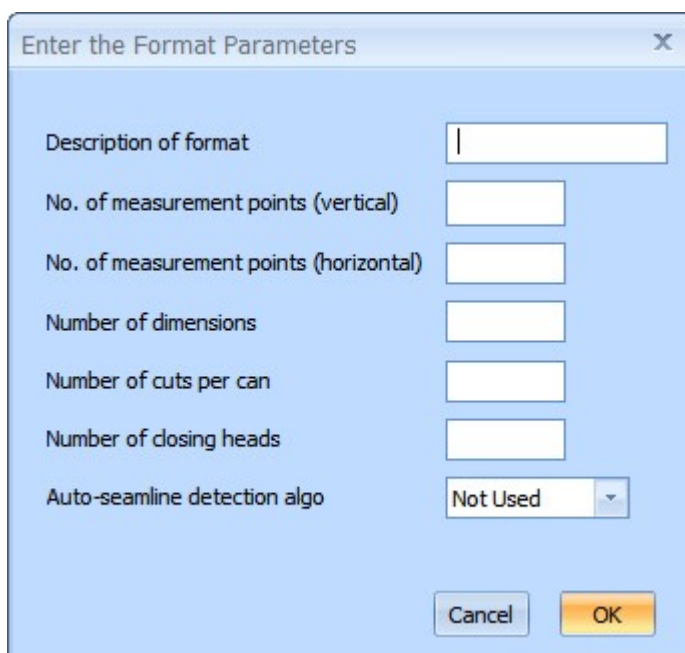 Enter the Format Parameters
Description of format
No. of measurement points (vertical)
No. of measurement points (horizontal)
Number of dimensions
Number of cuts per can
Number of closing heads
Auto-seamline detection algo Not Used
Cancel OK